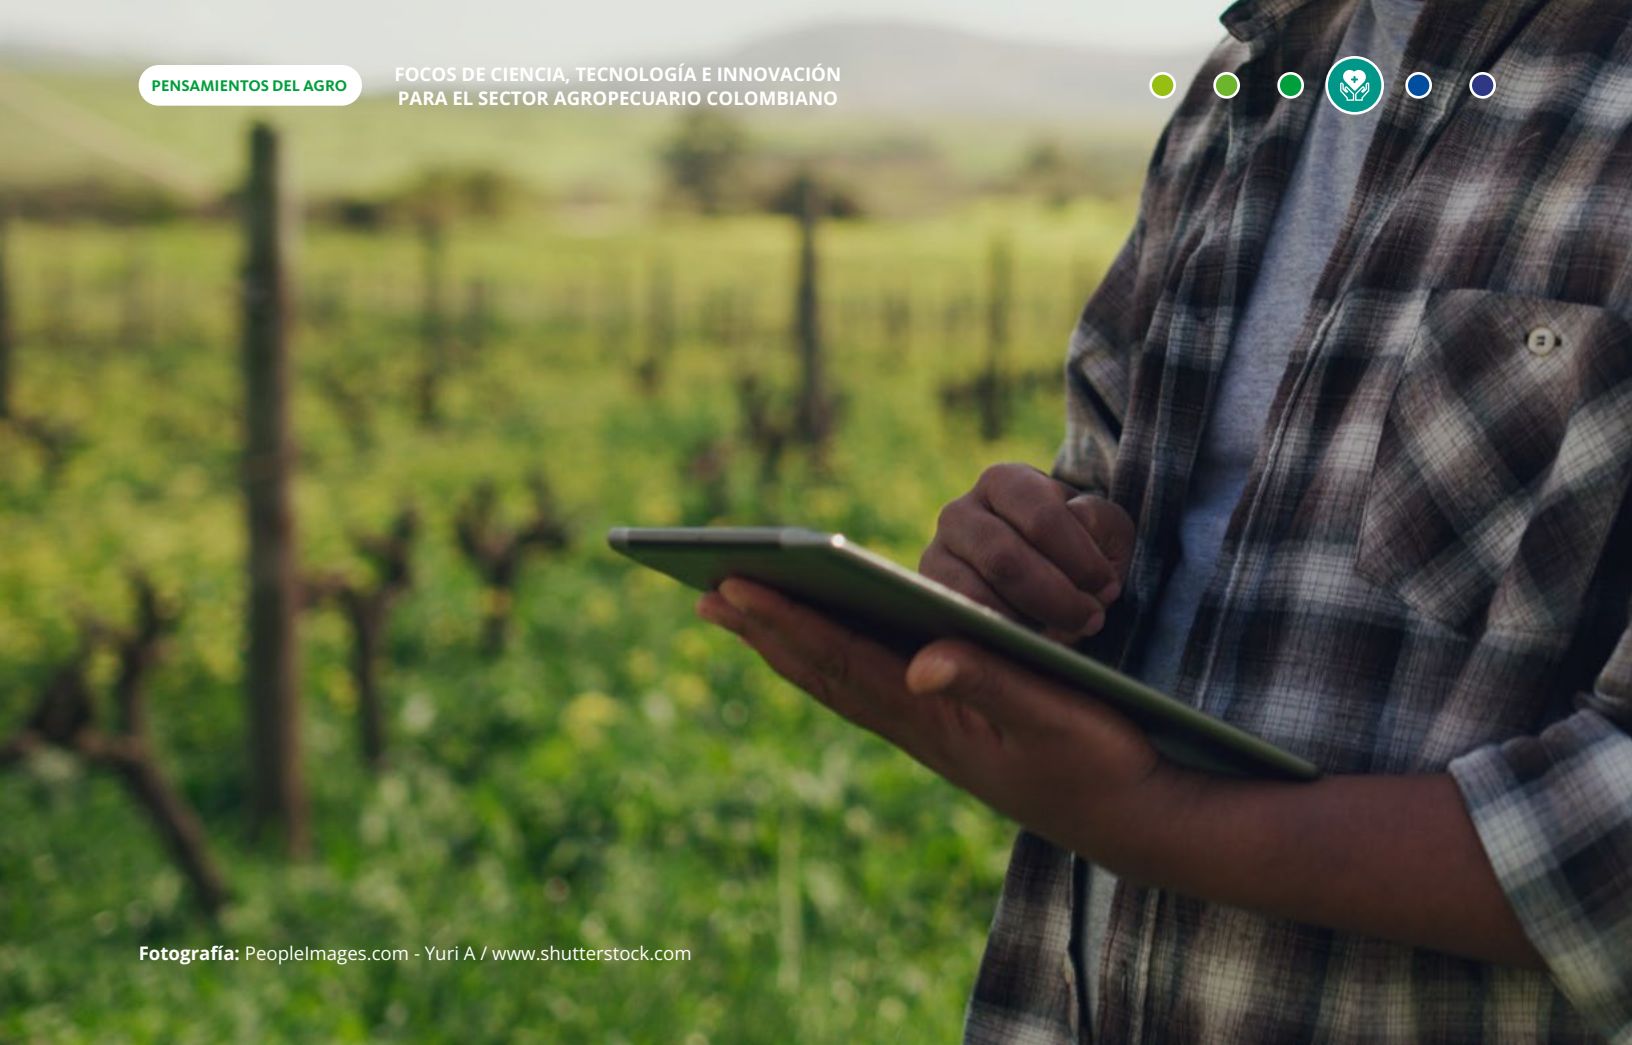 PENSAMIENTOS DEL AGRO
FOCOS DE CIENCIA, TECNOLOGÍA E INNOVACIÓN
PARA EL SECTOR AGROPECUARIO COLOMBIANO
Fotografía: PeopleImages.com - Yuri A / www.shutterstock.com